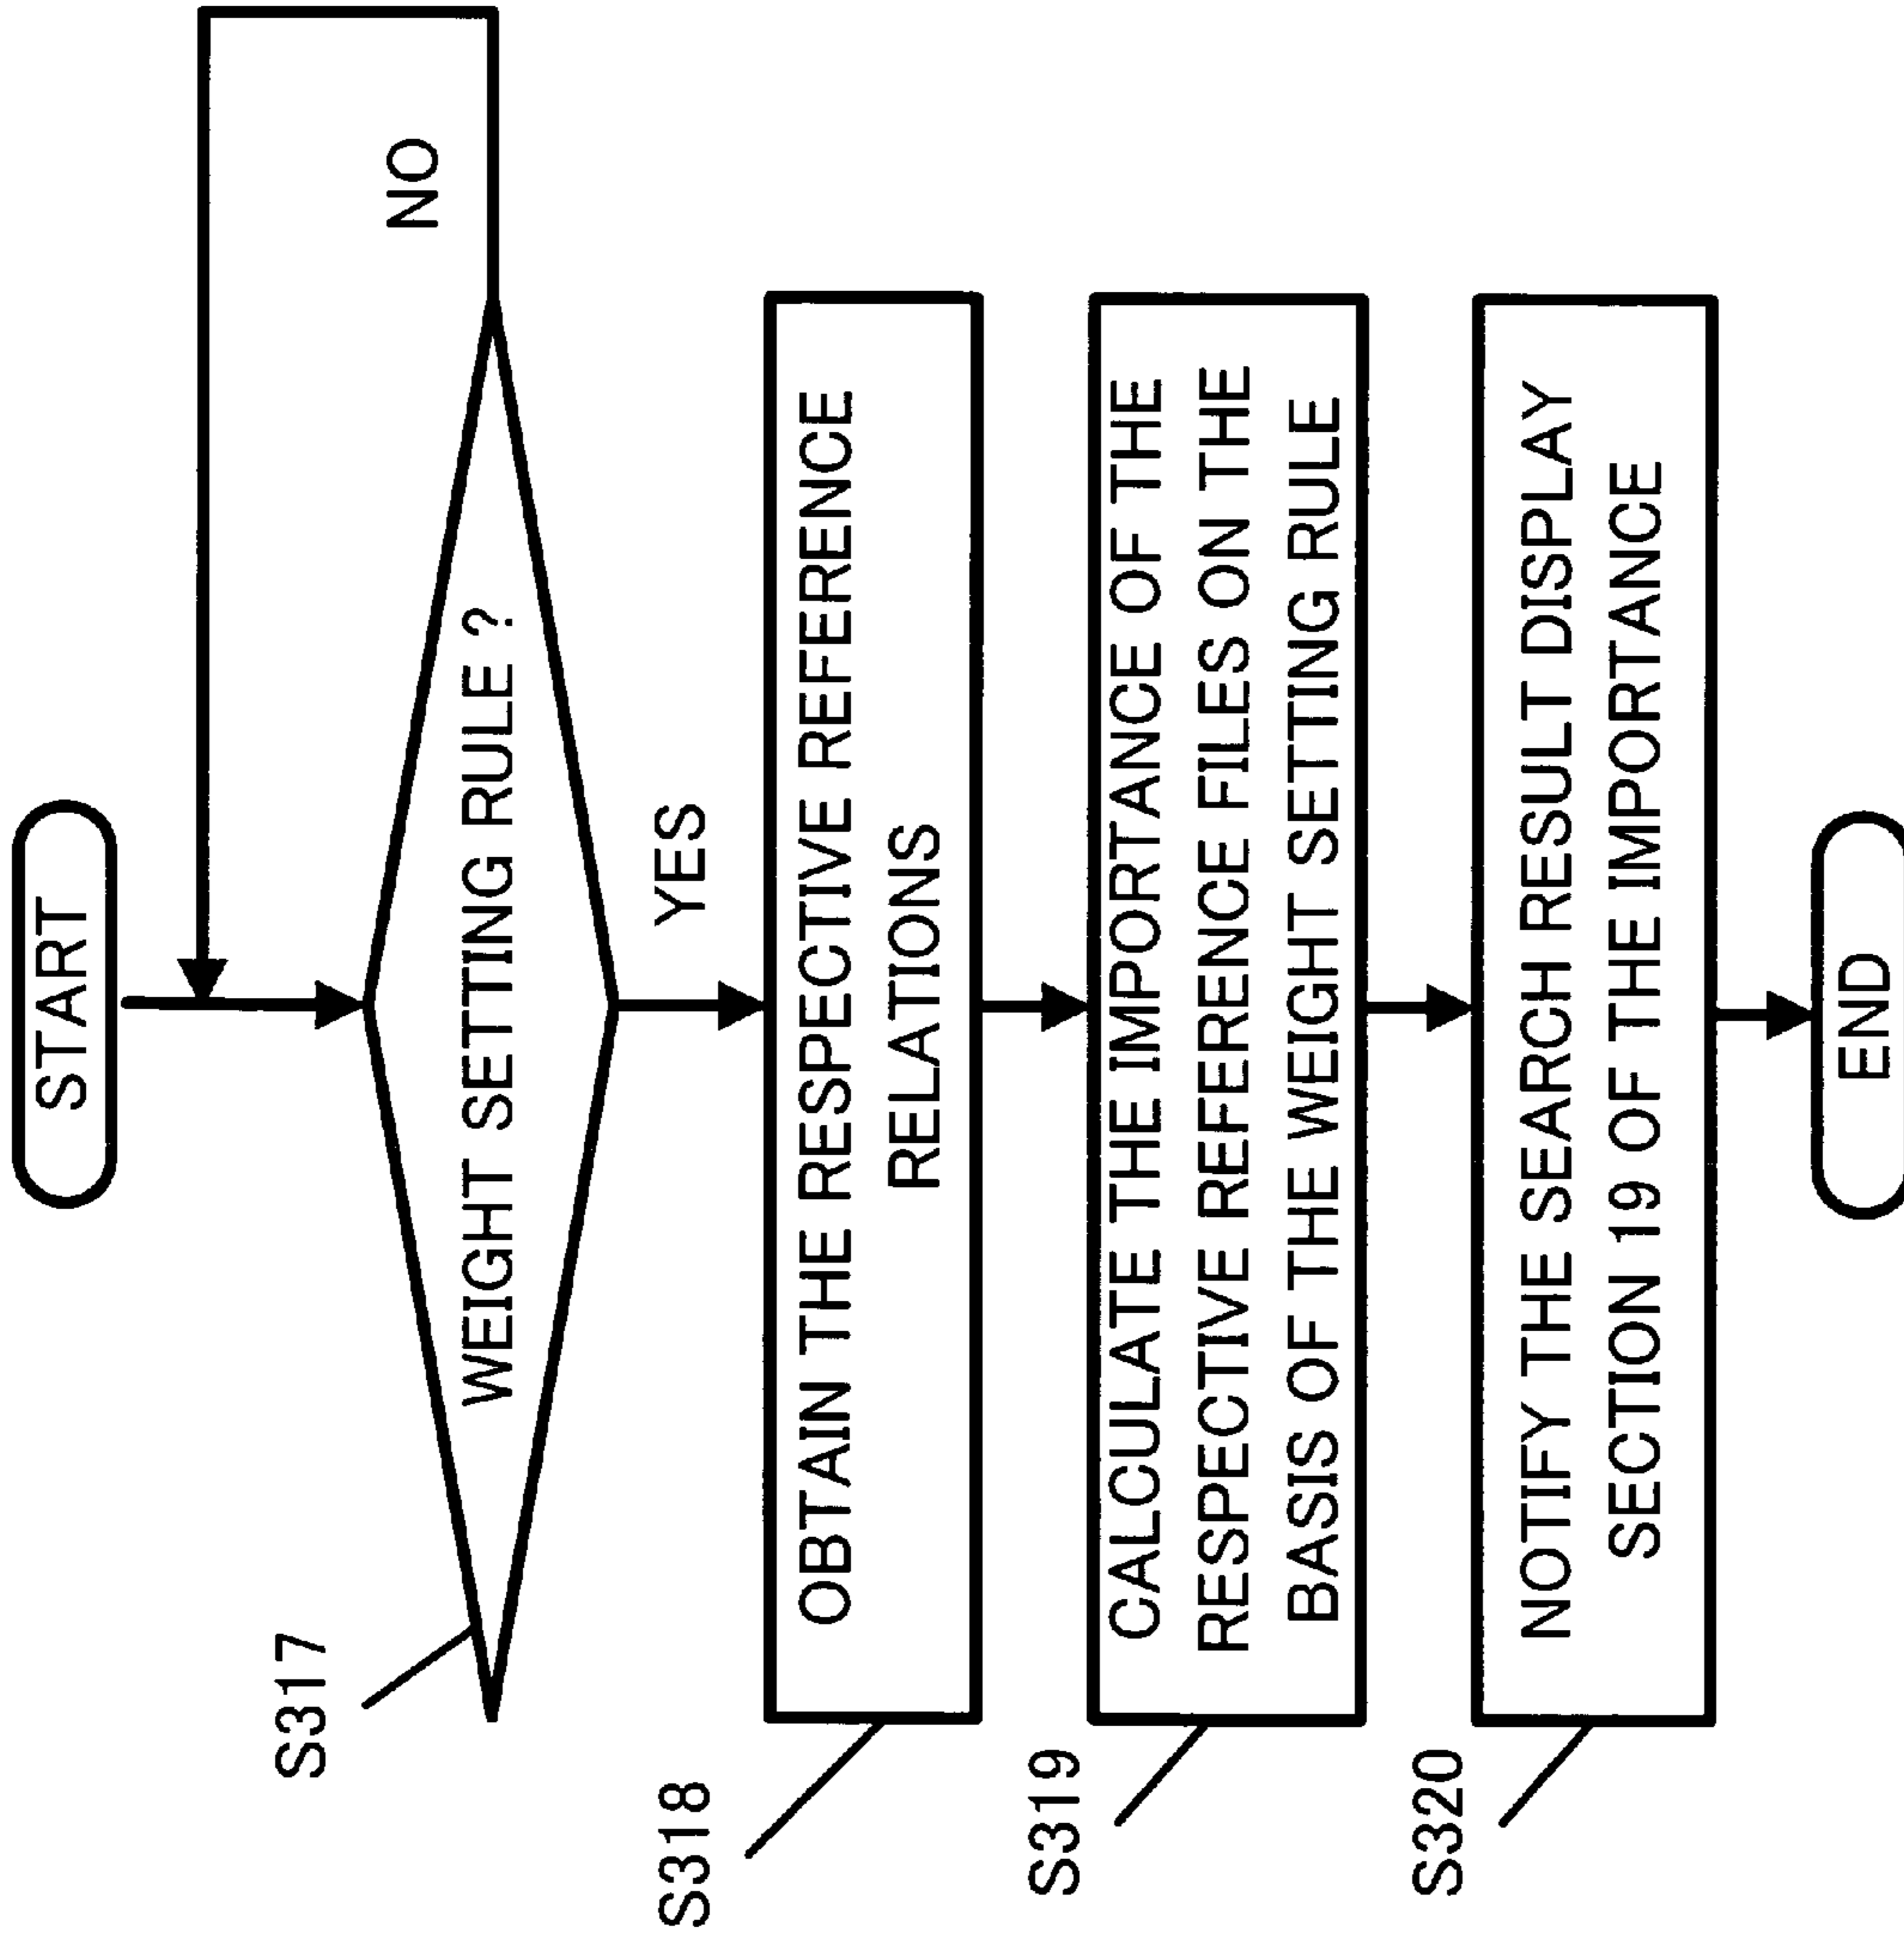 START
S317
WEIGHT SETTING RULE ?
NO
YES
S318
OBTAIN THE RESPECTIVE REFERENCE
RELATIONS
S319
CALCULATE THE IMPORTANCE OF THE
RESPECTIVE REFERENCE FILES ON THE
BASIS OF THE WEIGHT SETTING RULE
S320
NOTIFY THE SEARCH RESULT DISPLAY
SECTION 19 OF THE IMPORTANCE
END